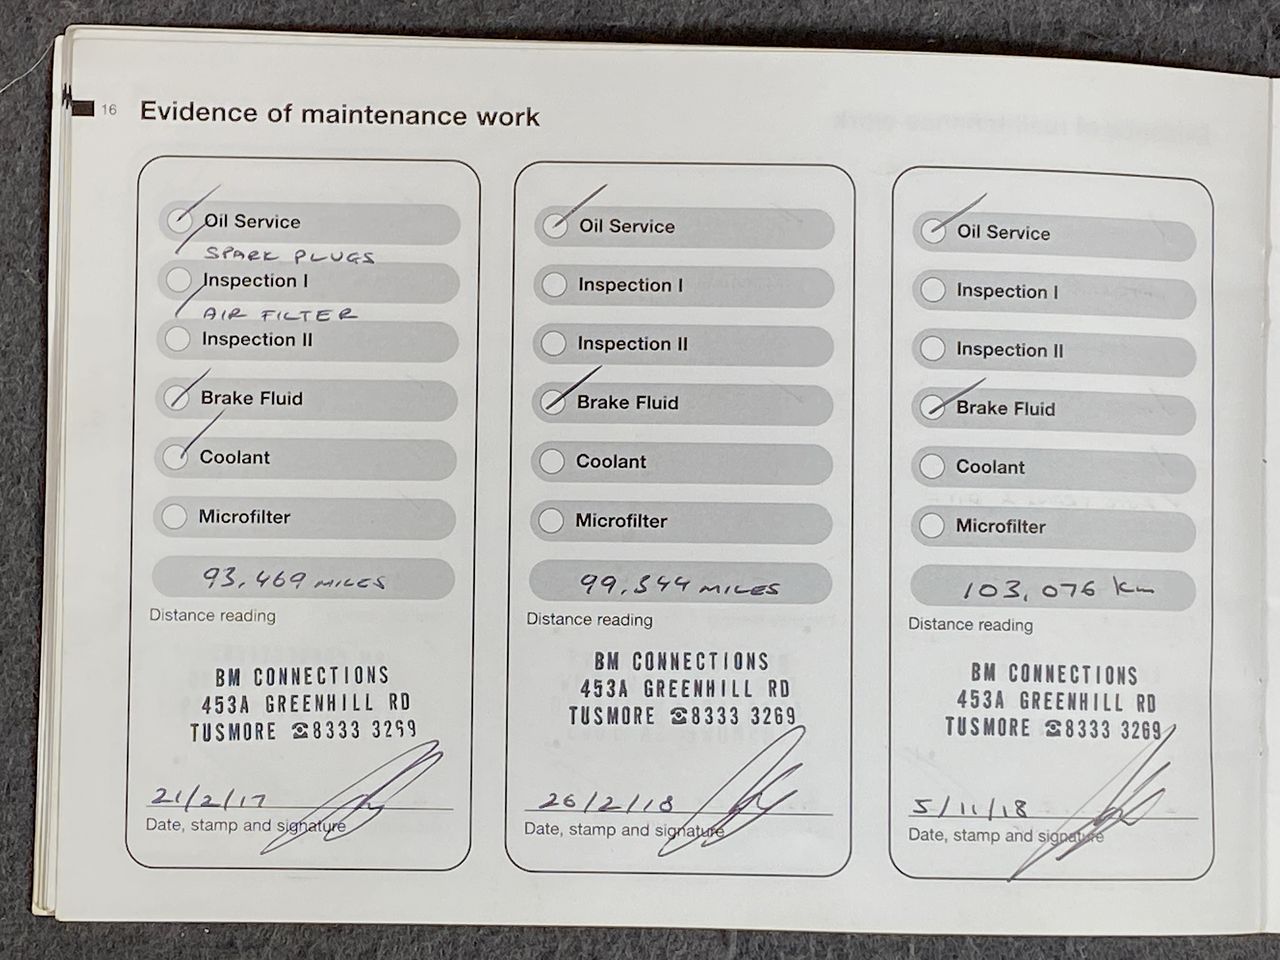 16 Evidence of maintenance work
Oil Service
SPARK PLUGS
Inspection I
AIR FILTER
Inspection II
Brake Fluid
Coolant
Microfilter
93,469 MILES
Distance reading
BM CONNECTIONS
453A GREENHILL RD
TUSMORE ☎8333 3269
21/2/17
Date, stamp and signature
Oil Service
Inspection I
Inspection II
Brake Fluid
Coolant
Microfilter
99,344 MILES
Distance reading
BM CONNECTIONS
453A GREENHILL RD
TUSMORE ☎8333 3269
26/2/18
Date, stamp and signature
Oil Service
Inspection I
Inspection II
Brake Fluid
Coolant
Microfilter
103,076 km
Distance reading
BM CONNECTIONS
453A GREENHILL RD
TUSMORE ☎8333 3269
5/11/18
Date, stamp and signature